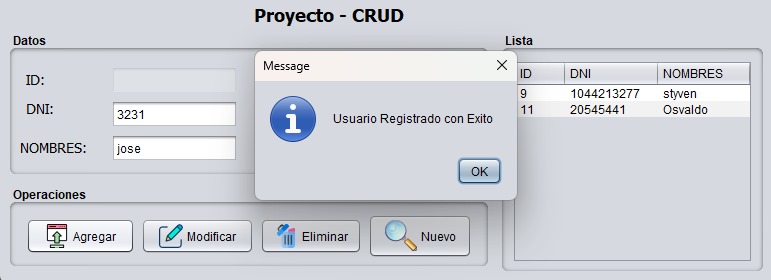 Proyecto - CRUD
Datos
ID:
DNI:
3231
NOMBRES:
jose
Message
Usuario Registrado con Exito
OK
Lista
ID DNI NOMBRES
9 1044213277 styven
11 20545441 Osvaldo
Operaciones
Agregar
Modificar
Eliminar
Nuevo